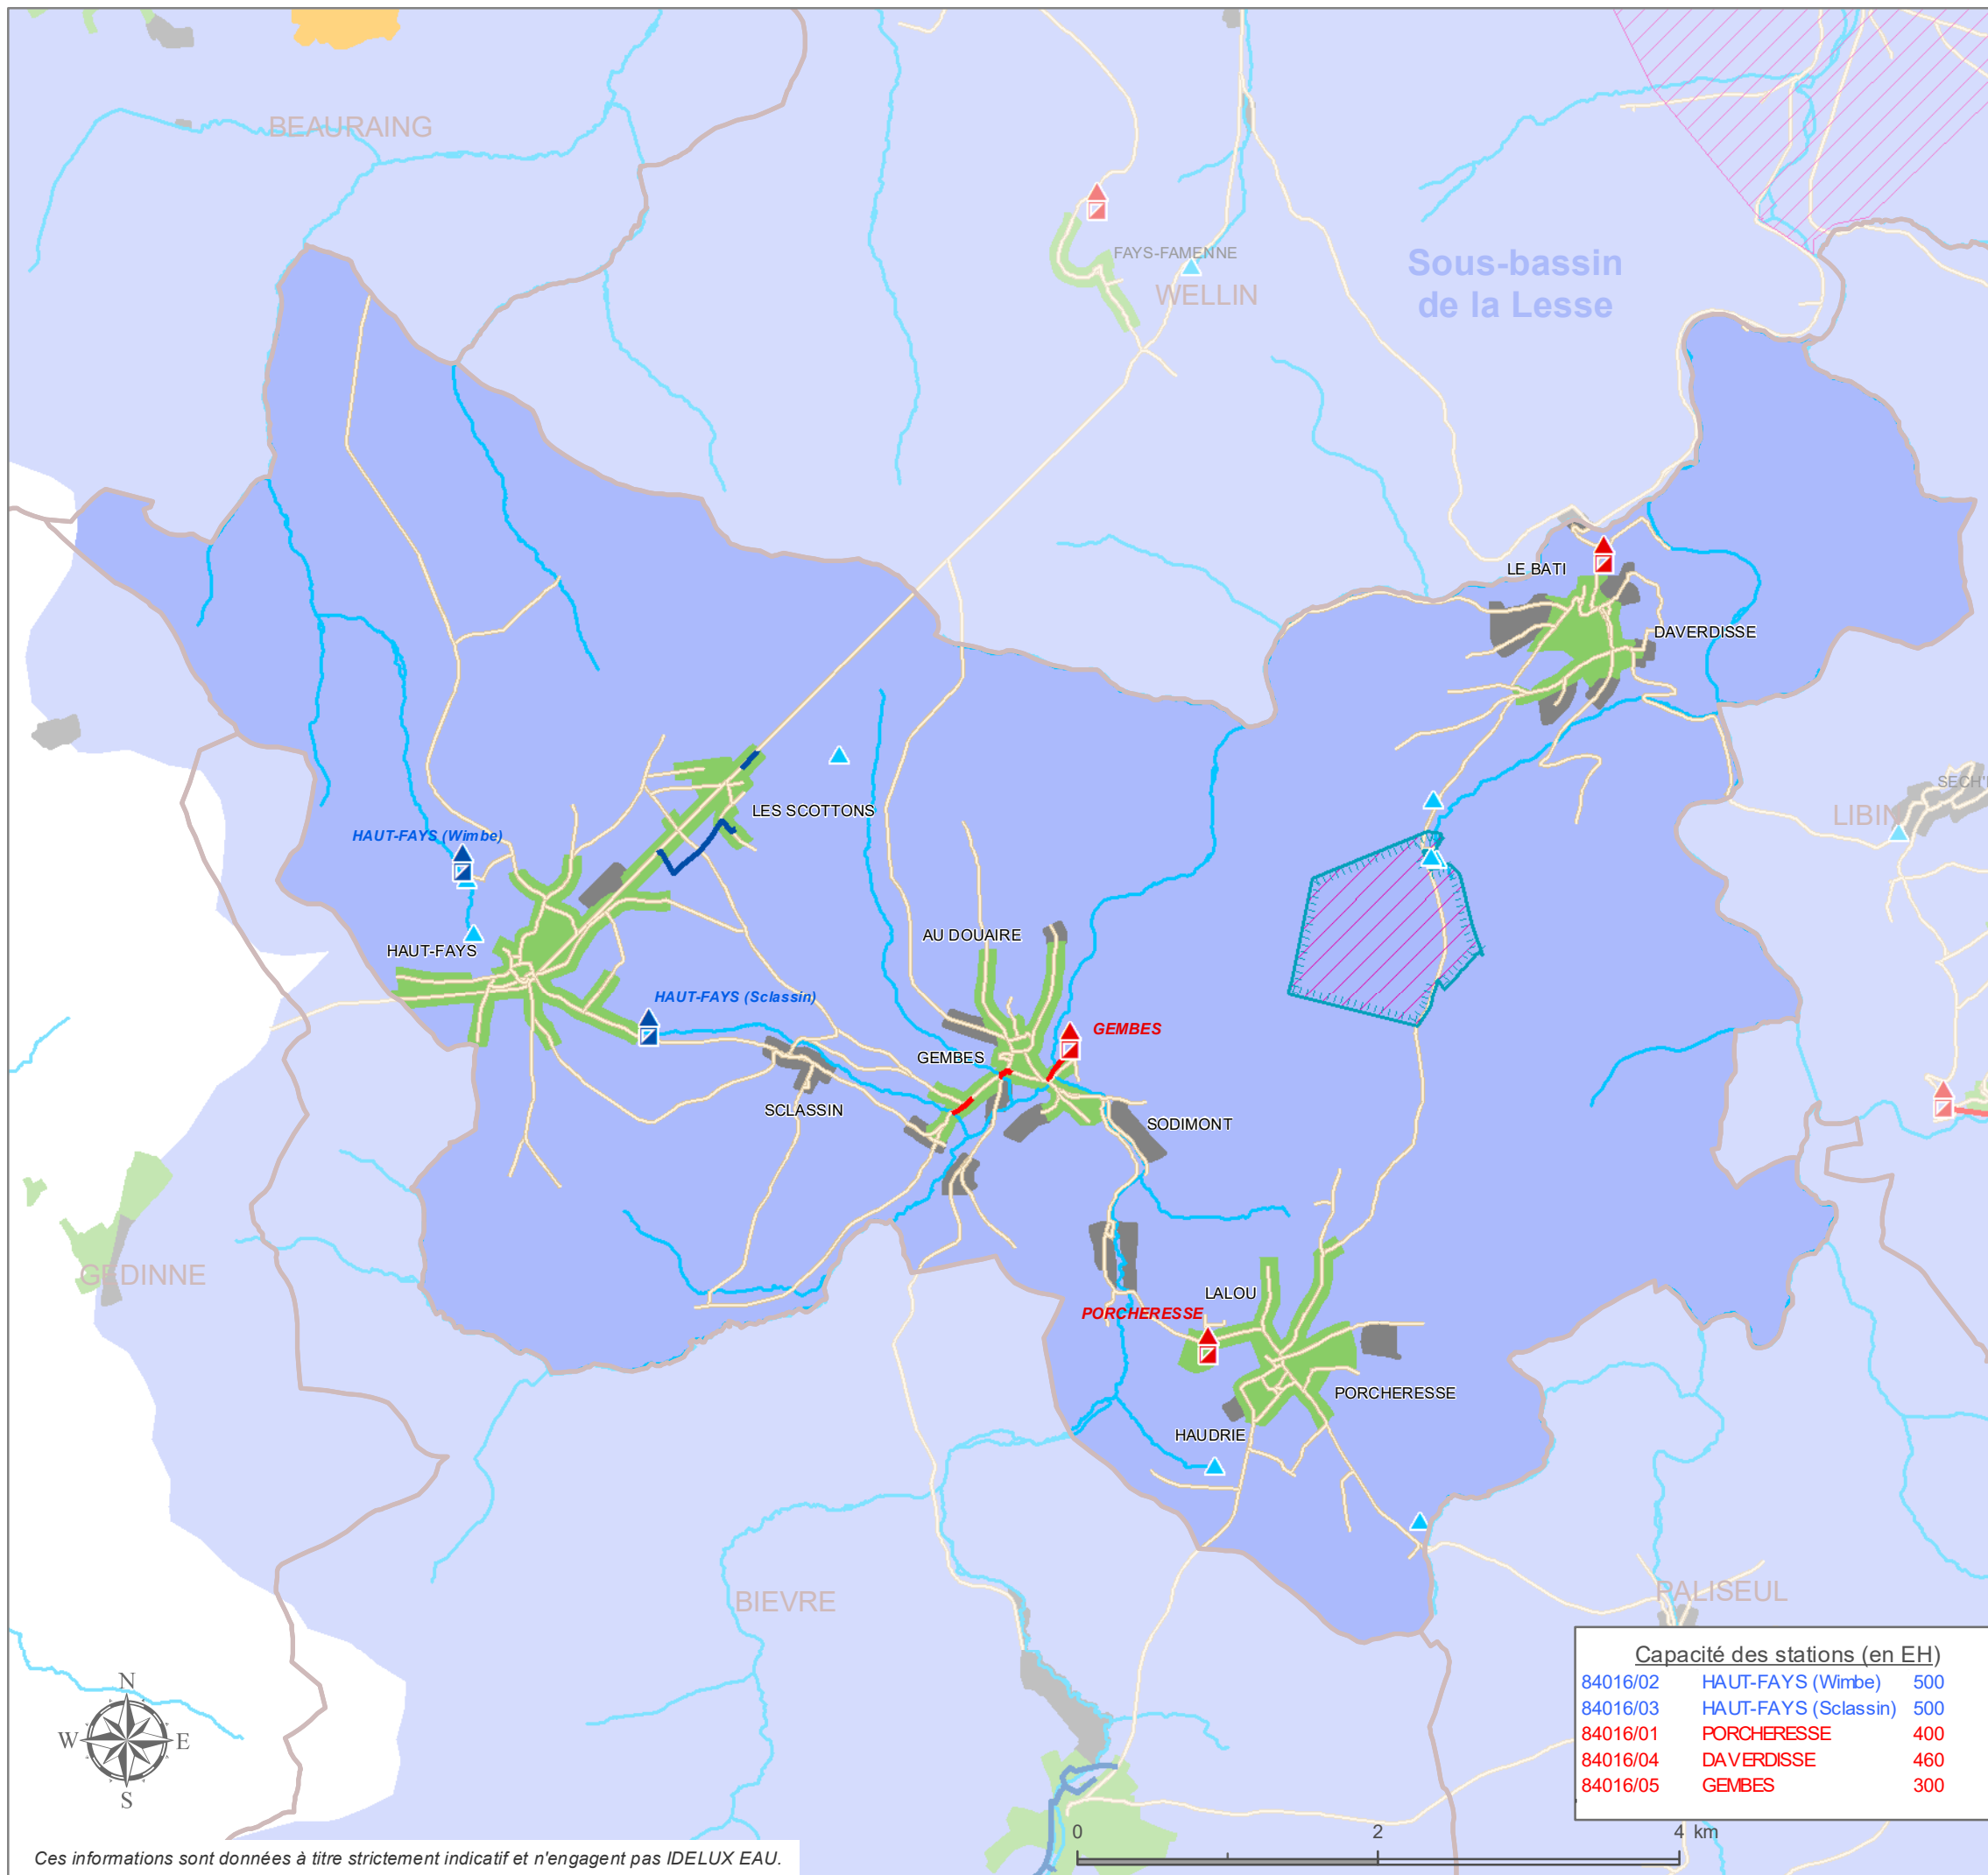 BEAURAING
FAYS-FAMENNE
WELLIN
Sous-bassin
de la Lesse
LE BATI
DAVERDISSE
LES SCOTTONS
HAUT-FAYS (Wimbe)
LIBIN
HAUT-FAYS
AU DOUAIRE
HAUT-FAYS (Sclassin)
GEMBES
GEMBES
SCLASSIN
SODIMONT
GEDINNE
LALOU
PORCHERESSE
PORCHERESSE
HAUDRIE
BIEVRE
PALISEUL
Capacité des stations (en EH)
84016/02 HAUT-FAYS (Wimbe) 500
84016/03 HAUT-FAYS (Sclassin) 500
84016/01 PORCHERESSE 400
84016/04 DAVERDISSE 460
84016/05 GEMBES 300
N
W E
S
0 2 4 km
Ces informations sont données à titre strictement indicatif et n'engagent pas IDELUX EAU.